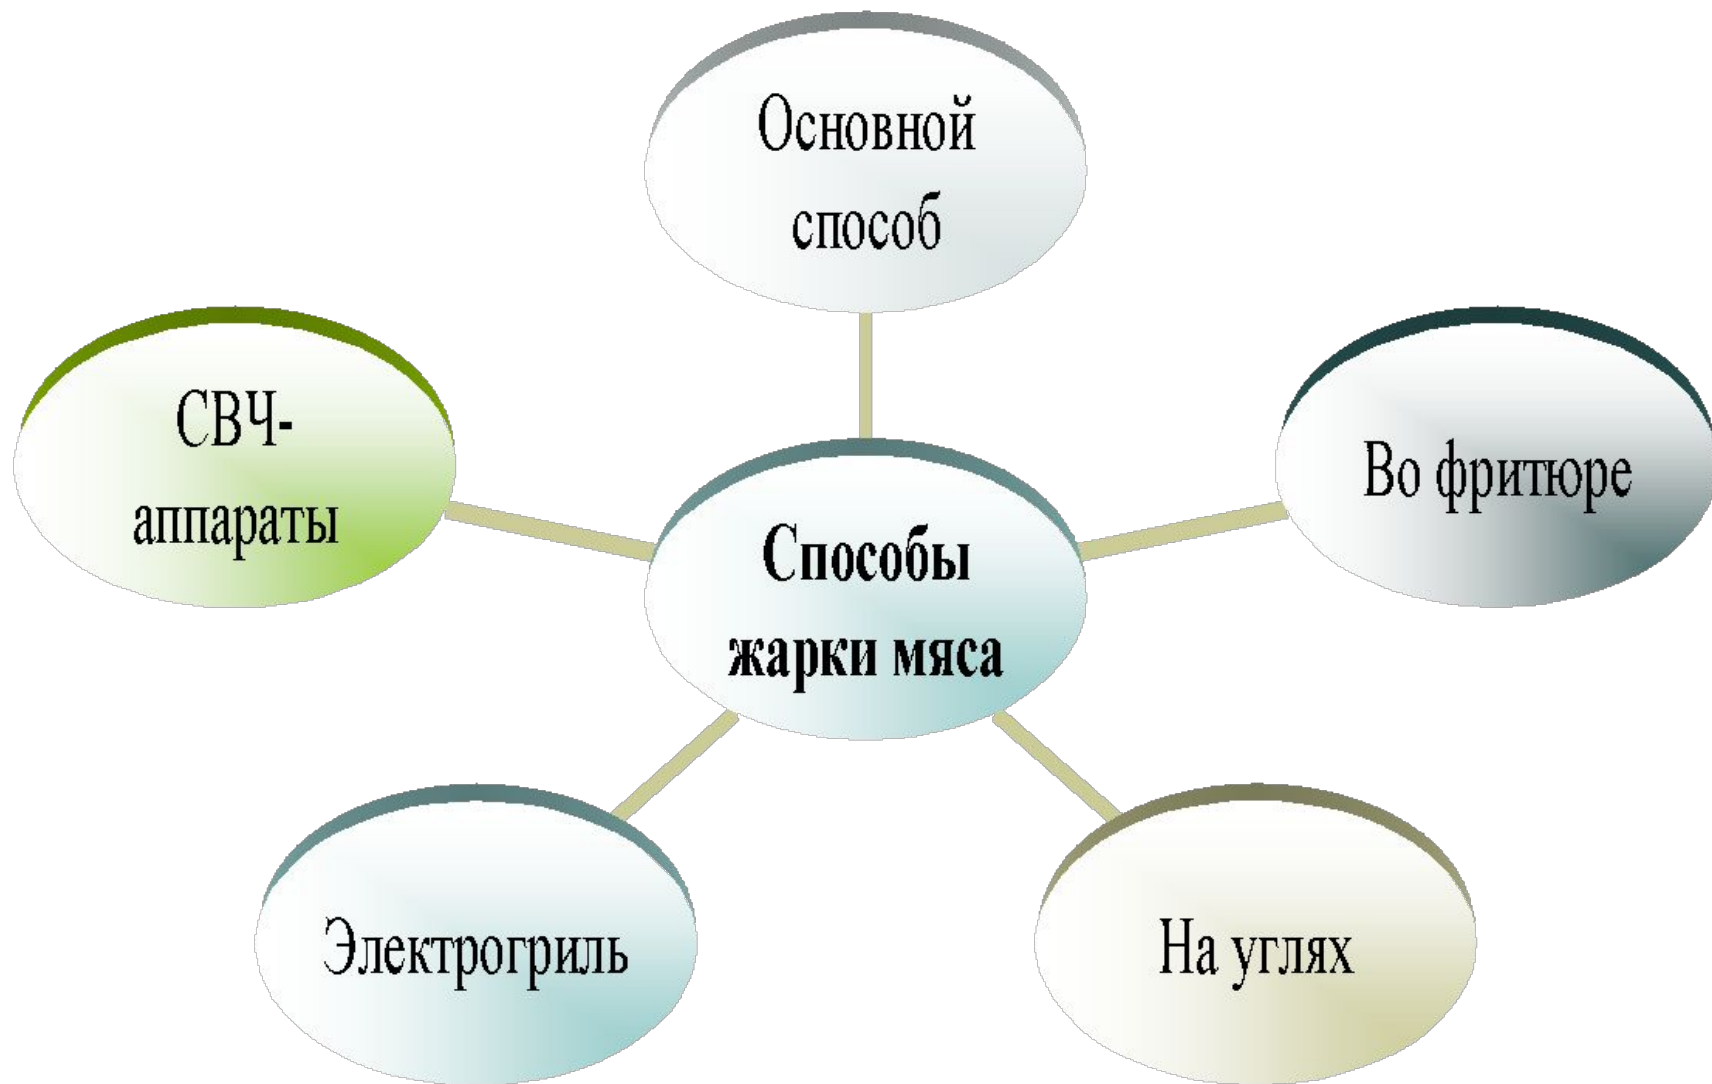 Основной
способ
СВЧ-
аппараты
Во фритюре
Способы
жарки мяса
Электрогриль
На углях